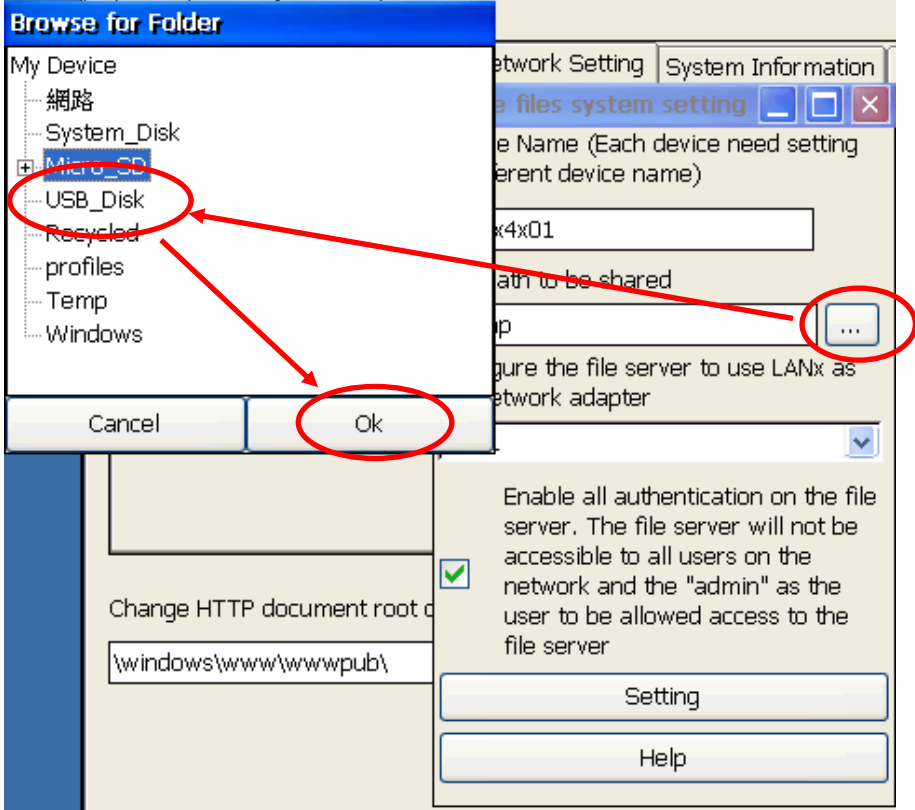 Browse for Folder
My Device
網路
System_Disk
Micro_SD
USB_Disk
Recycled
profiles
Temp
Windows
Cancel
Ok
etwork Setting
System Information
e files system setting
e Name (Each device need setting
erent device name)
x4x01
ath to be shared
p
...
gure the file server to use LANx as
etwork adapter
Enable all authentication on the file
server. The file server will not be
accessible to all users on the
network and the "admin" as the
user to be allowed access to the
file server
Change HTTP document root
\windows\www\wwwpub\
Setting
Help